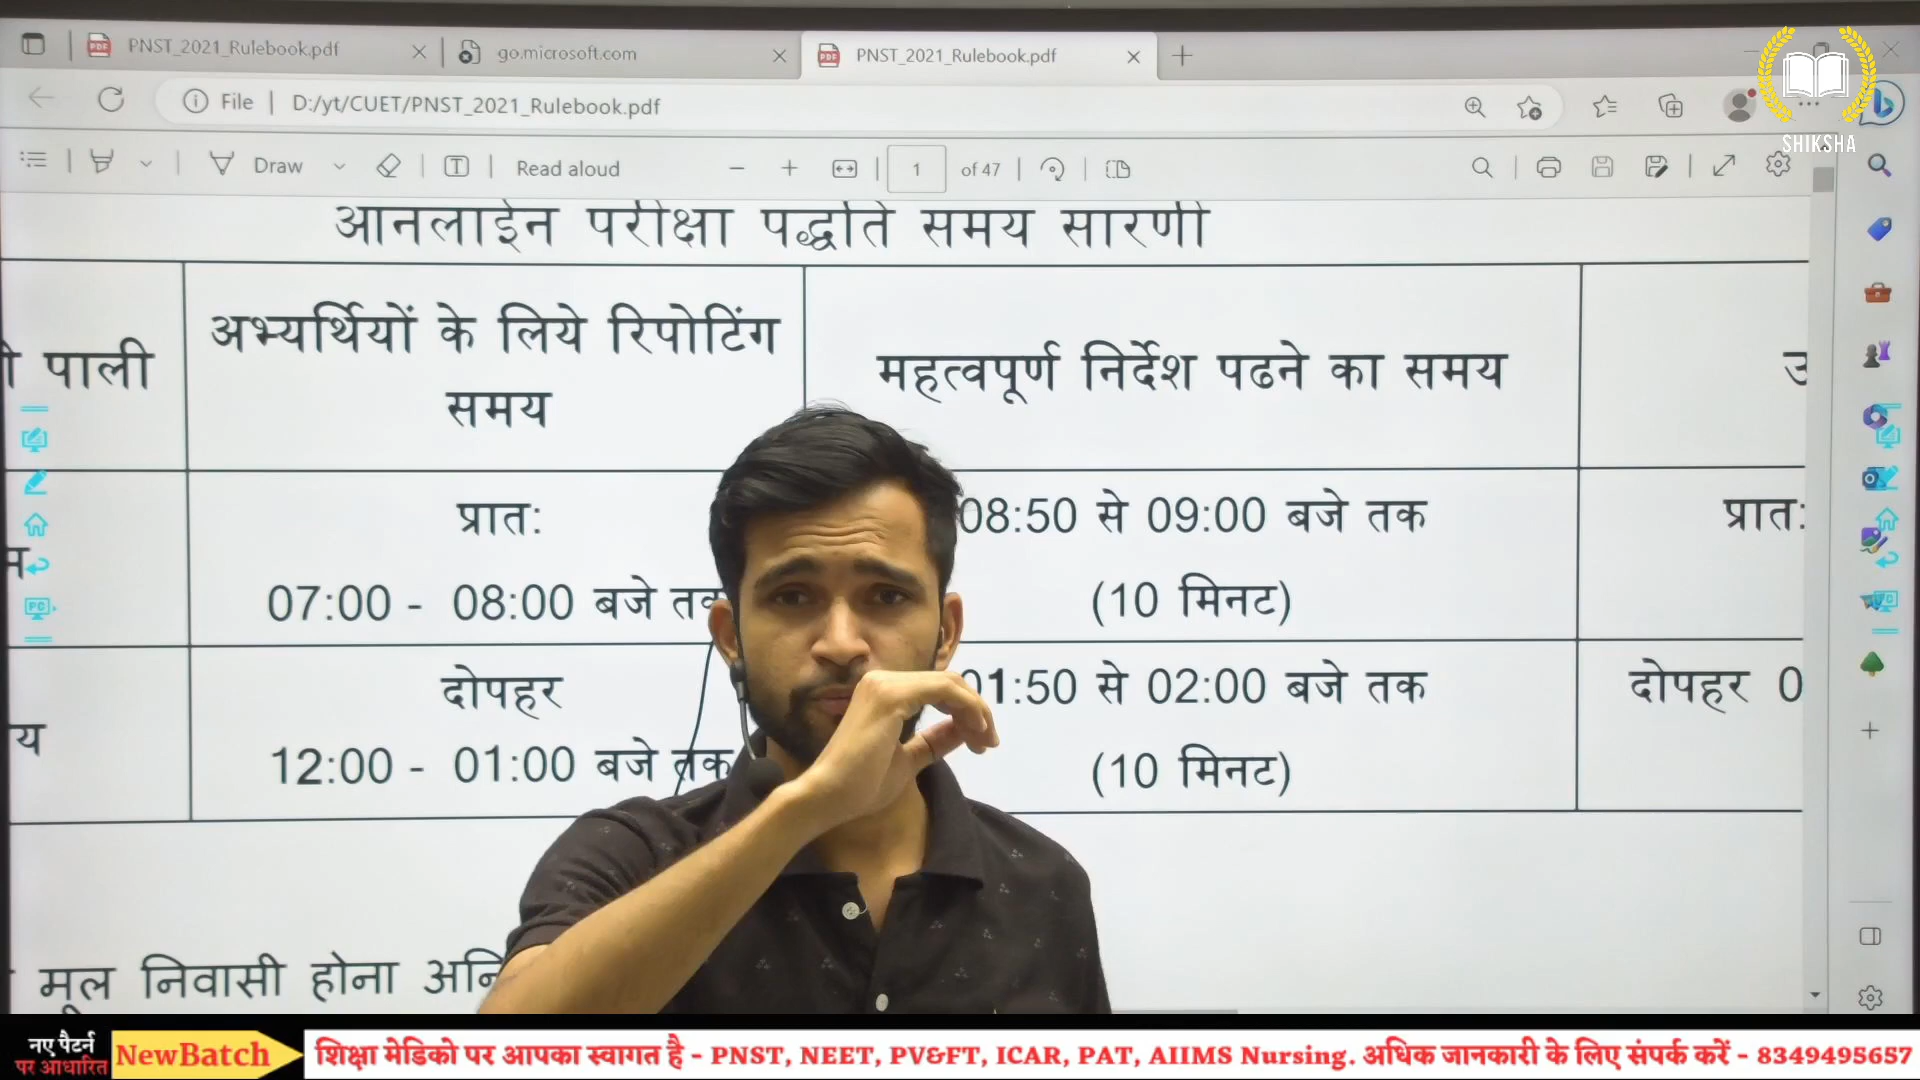 PNST_2021_Rulebook.pdf
go.microsoft.com
PNST_2021_Rulebook.pdf
File
D:/yt/CUET/PNST_2021_Rulebook.pdf
SHIKSHA
Draw
Read aloud
1
of 47
आनलाईन परीक्षा पद्धति समय सारणी
पाली
अभ्यर्थियों के लिये रिपोटिंग
समय
महत्वपूर्ण निर्देश पढने का समय
प्रात:
07:00 - 08:00 बजे
08:50 से 09:00 बजे तक
(10 मिनट)
प्रात:
दोपहर
12:00 - 01:00 बजे तक
01:50 से 02:00 बजे तक
(10 मिनट)
दोपहर 0
मूल निवासी होना
नए पैटर्न
पर आधारित
NewBatch
शिक्षा मेडिको पर आपका स्वागत है - PNST, NEET, PV&FT, ICAR, PAT, AIIMS Nursing. अधिक जानकारी के लिए संपर्क करें - 8349495657